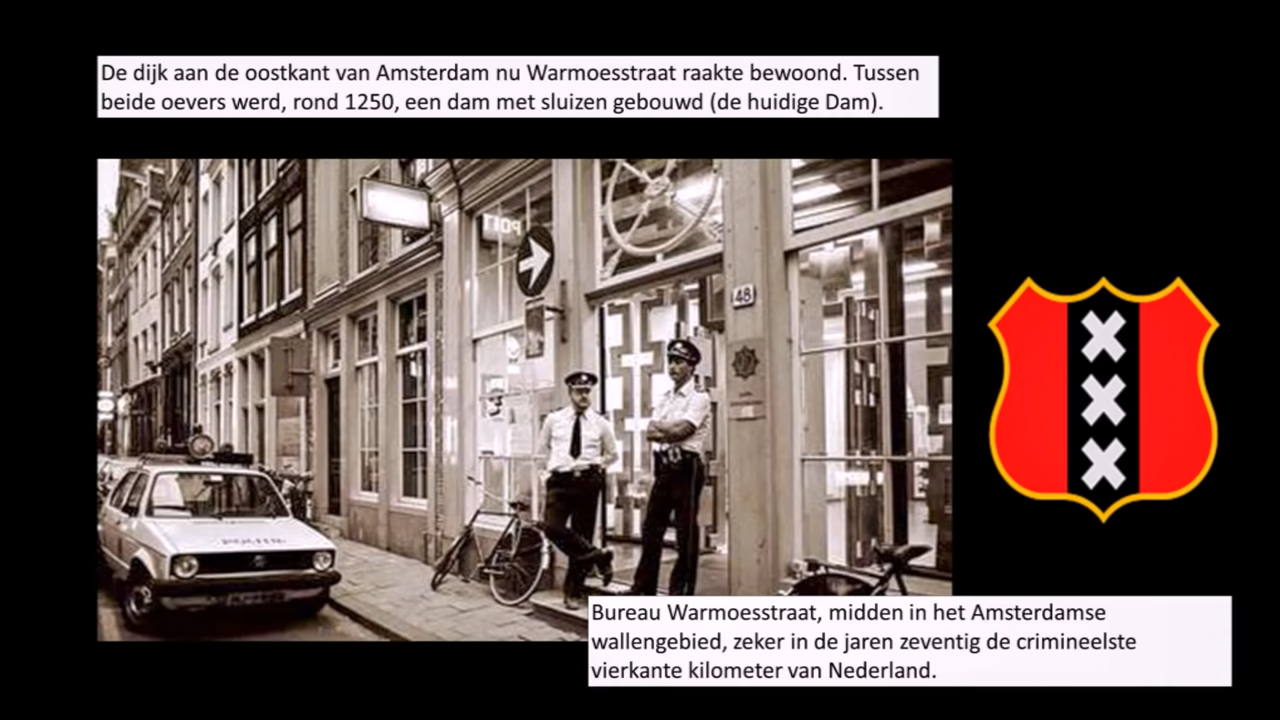 De dijk aan de oostkant van Amsterdam nu Warmoesstraat raakte bewoond. Tussen
beide oevers werd, rond 1250, een dam met sluizen gebouwd (de huidige Dam).
48
POLITIE
Bureau Warmoesstraat, midden in het Amsterdamse
wallengebied, zeker in de jaren zeventig de crimineelste
vierkante kilometer van Nederland.